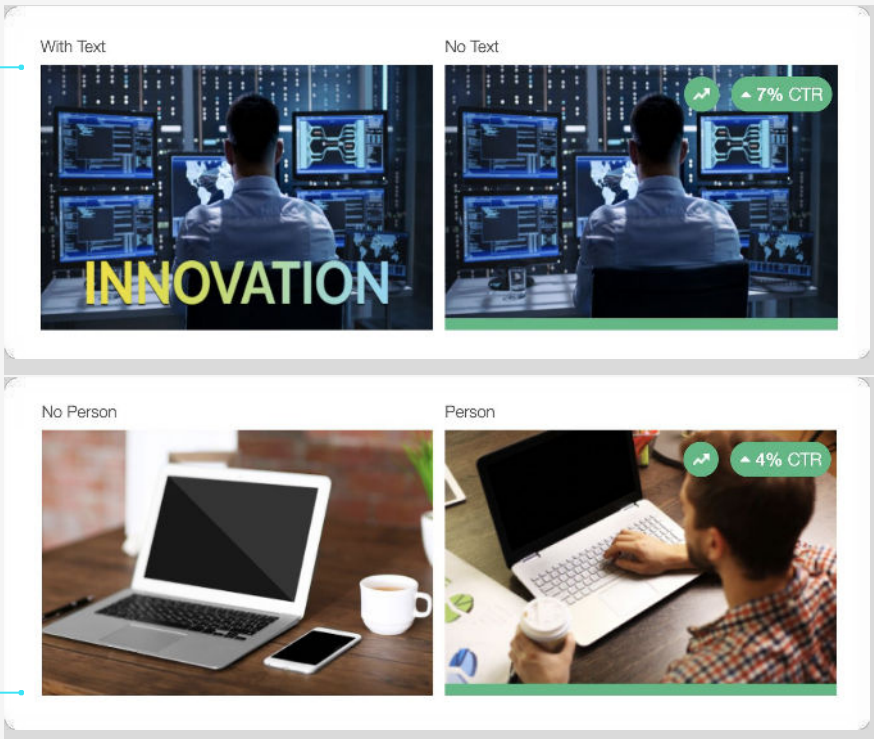 With Text
No Text
7% CTR
INNOVATION
No Person
Person
4% CTR